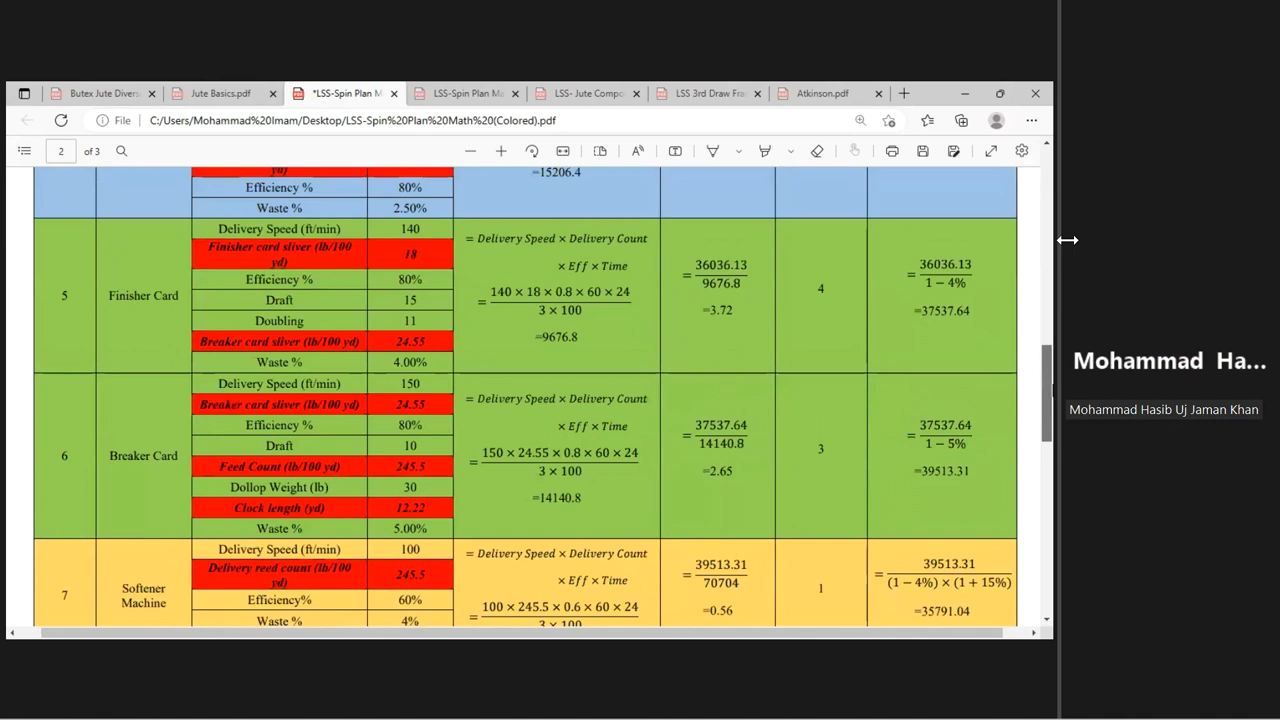 Butex Jute Divers
Jute Basics.pdf
*LSS-Spin Plan M
LSS-Spin Plan Ma
LSS- Jute Compo
LSS 3rd Draw Fra
Atkinson.pdf
File
C:/Users/Mohammad%20Imam/Desktop/LSS-Spin%20Plan%20Math%20(Colored).pdf
2 of 3
yd)
=15206.4
Efficiency % 80%
Waste % 2.50%
5
Finisher Card
Delivery Speed (ft/min) 140
Finisher card sliver (lb/100
yd) 18
Efficiency % 80%
Draft 15
Doubling 11
Breaker card sliver (lb/100 yd) 24.55
Waste % 4.00%
= Delivery Speed × Delivery Count
× Eff × Time
= 140 × 18 × 0.8 × 60 × 24
3 × 100
=9676.8
= 36036.13
9676.8
=3.72
4
= 36036.13
1 − 4%
=37537.64
6
Breaker Card
Delivery Speed (ft/min) 150
Breaker card sliver (lb/100 yd) 24.55
Efficiency % 80%
Draft 10
Feed Count (lb/100 yd) 245.5
Dollop Weight (lb) 30
Clock length (yd) 12.22
Waste % 5.00%
= Delivery Speed × Delivery Count
× Eff × Time
= 150 × 24.55 × 0.8 × 60 × 24
3 × 100
=14140.8
= 37537.64
14140.8
=2.65
3
= 37537.64
1 − 5%
=39513.31
7
Softener
Machine
Delivery Speed (ft/min) 100
Delivery reed count (lb/100
yd) 245.5
Efficiency% 60%
Waste % 4%
= Delivery Speed × Delivery Count
× Eff × Time
= 100 × 245.5 × 0.6 × 60 × 24
3 × 100
= 39513.31
70704
=0.56
1
= 39513.31
(1 − 4%) × (1 + 15%)
=35791.04
Mohammad Ha...
Mohammad Hasib Uj Jaman Khan